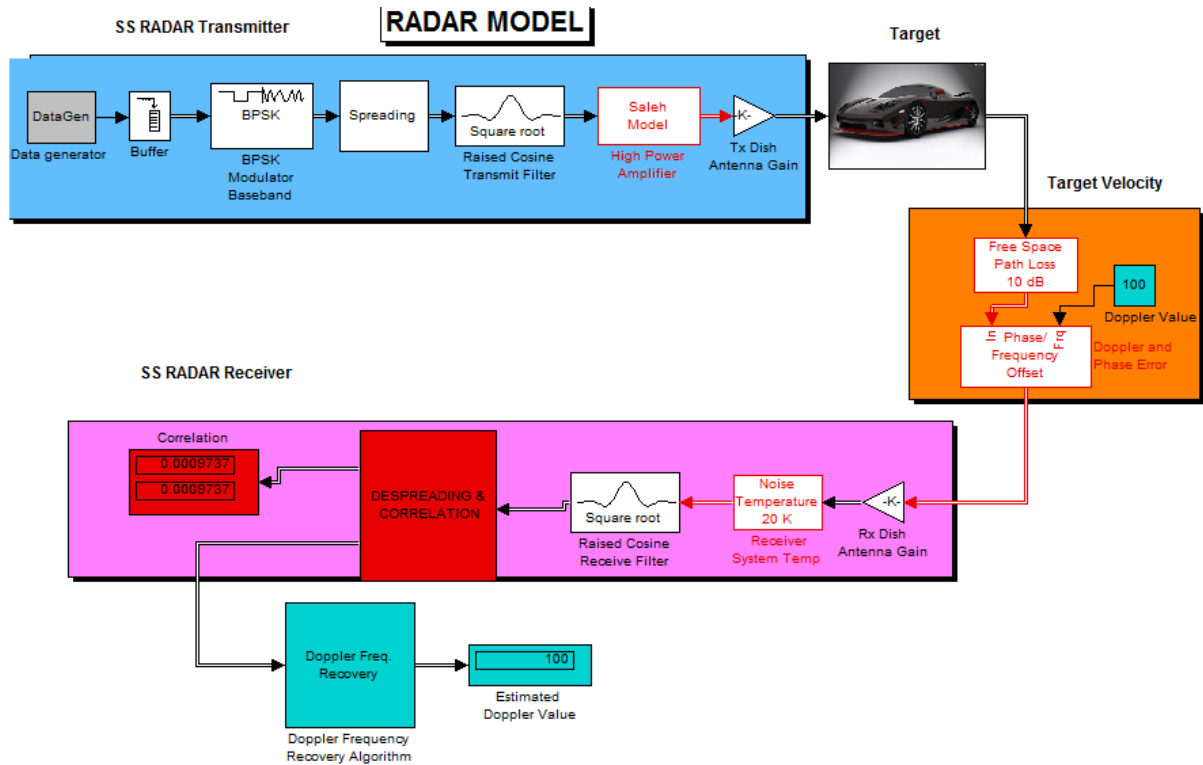 SS RADAR Transmitter
RADAR MODEL
Target
DataGen
Data generator
Buffer
BPSK
BPSK
Modulator
Baseband
Spreading
Square root
Raised Cosine
Transmit Filter
Saleh
Model
High Power
Amplifier
-K-
Tx Dish
Antenna Gain
Target Velocity
Free Space
Path Loss
10 dB
100
Doppler Value
In
Frq
Phase/
Frequency
Offset
Doppler and
Phase Error
SS RADAR Receiver
Correlation
0.0009737
0.0009737
DESPREADING &
CORRELATION
Square root
Raised Cosine
Receive Filter
Noise
Temperature
20 K
Receiver
System Temp
-K-
Rx Dish
Antenna Gain
Doppler Freq.
Recovery
Doppler Frequency
Recovery Algorithm
100
Estimated
Doppler Value